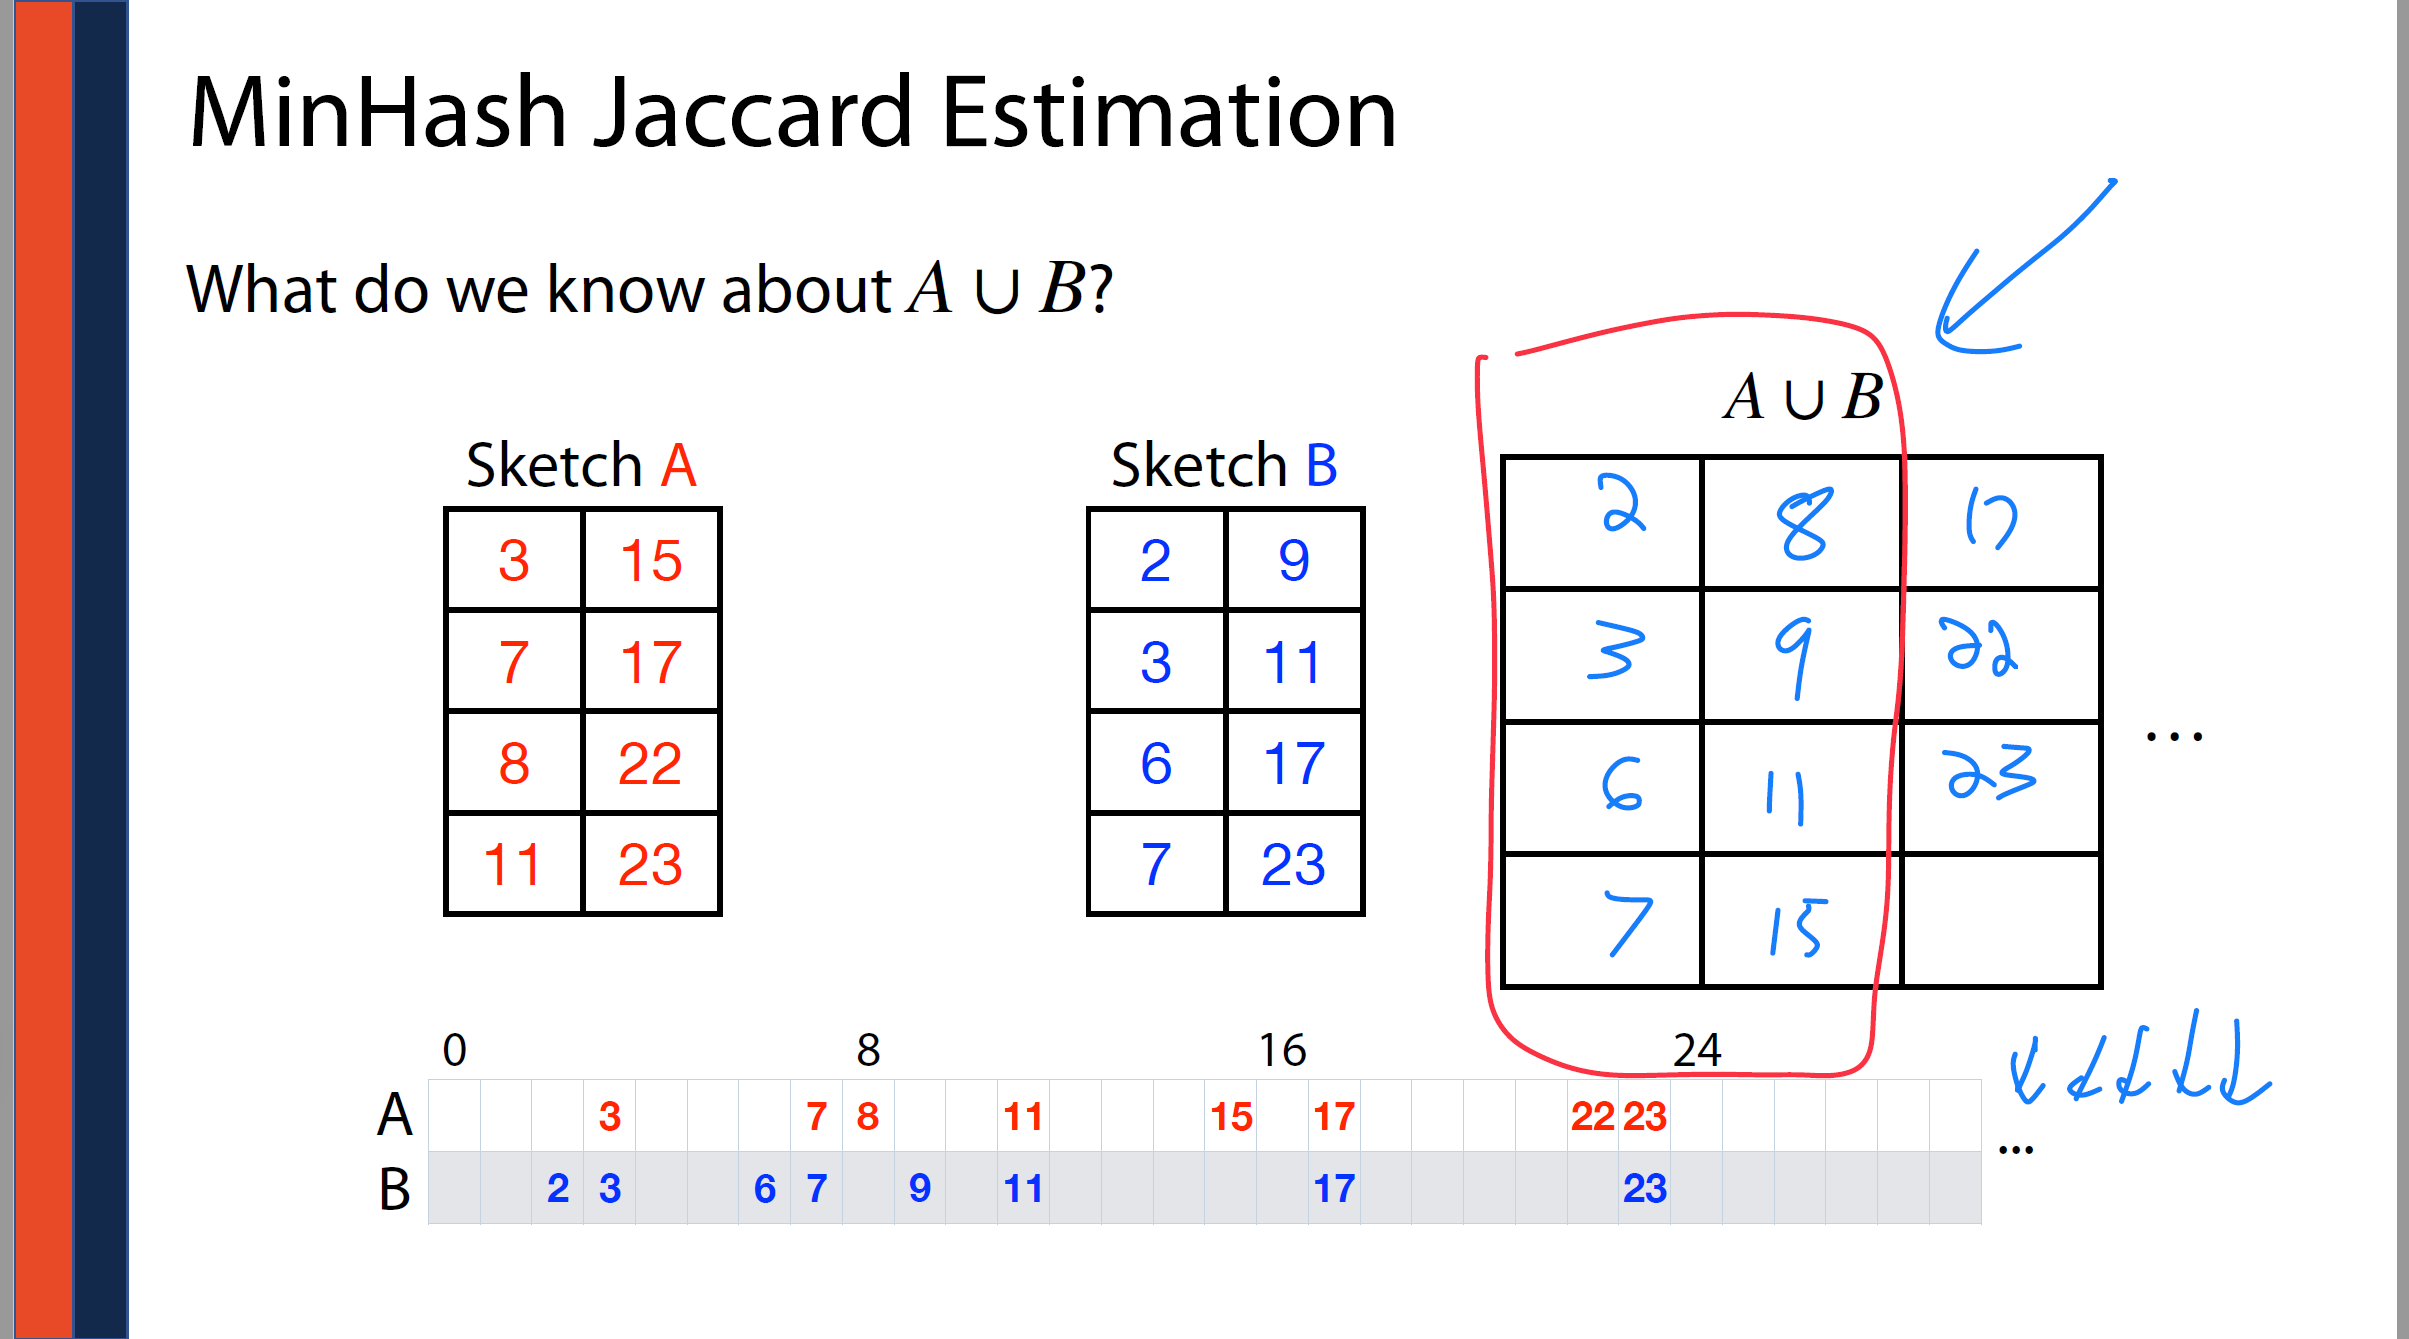 MinHash Jaccard Estimation
What do we know about A ∪ B?
Sketch A
3 15
7 17
8 22
11 23
Sketch B
2 9
3 11
6 17
7 23
A ∪ B
2 8 17
3 9 22
6 11 23
7 15
...
0 8 16 24
A 3 7 8 11 15 17 22 23
B 2 3 6 7 9 11 17 23
...